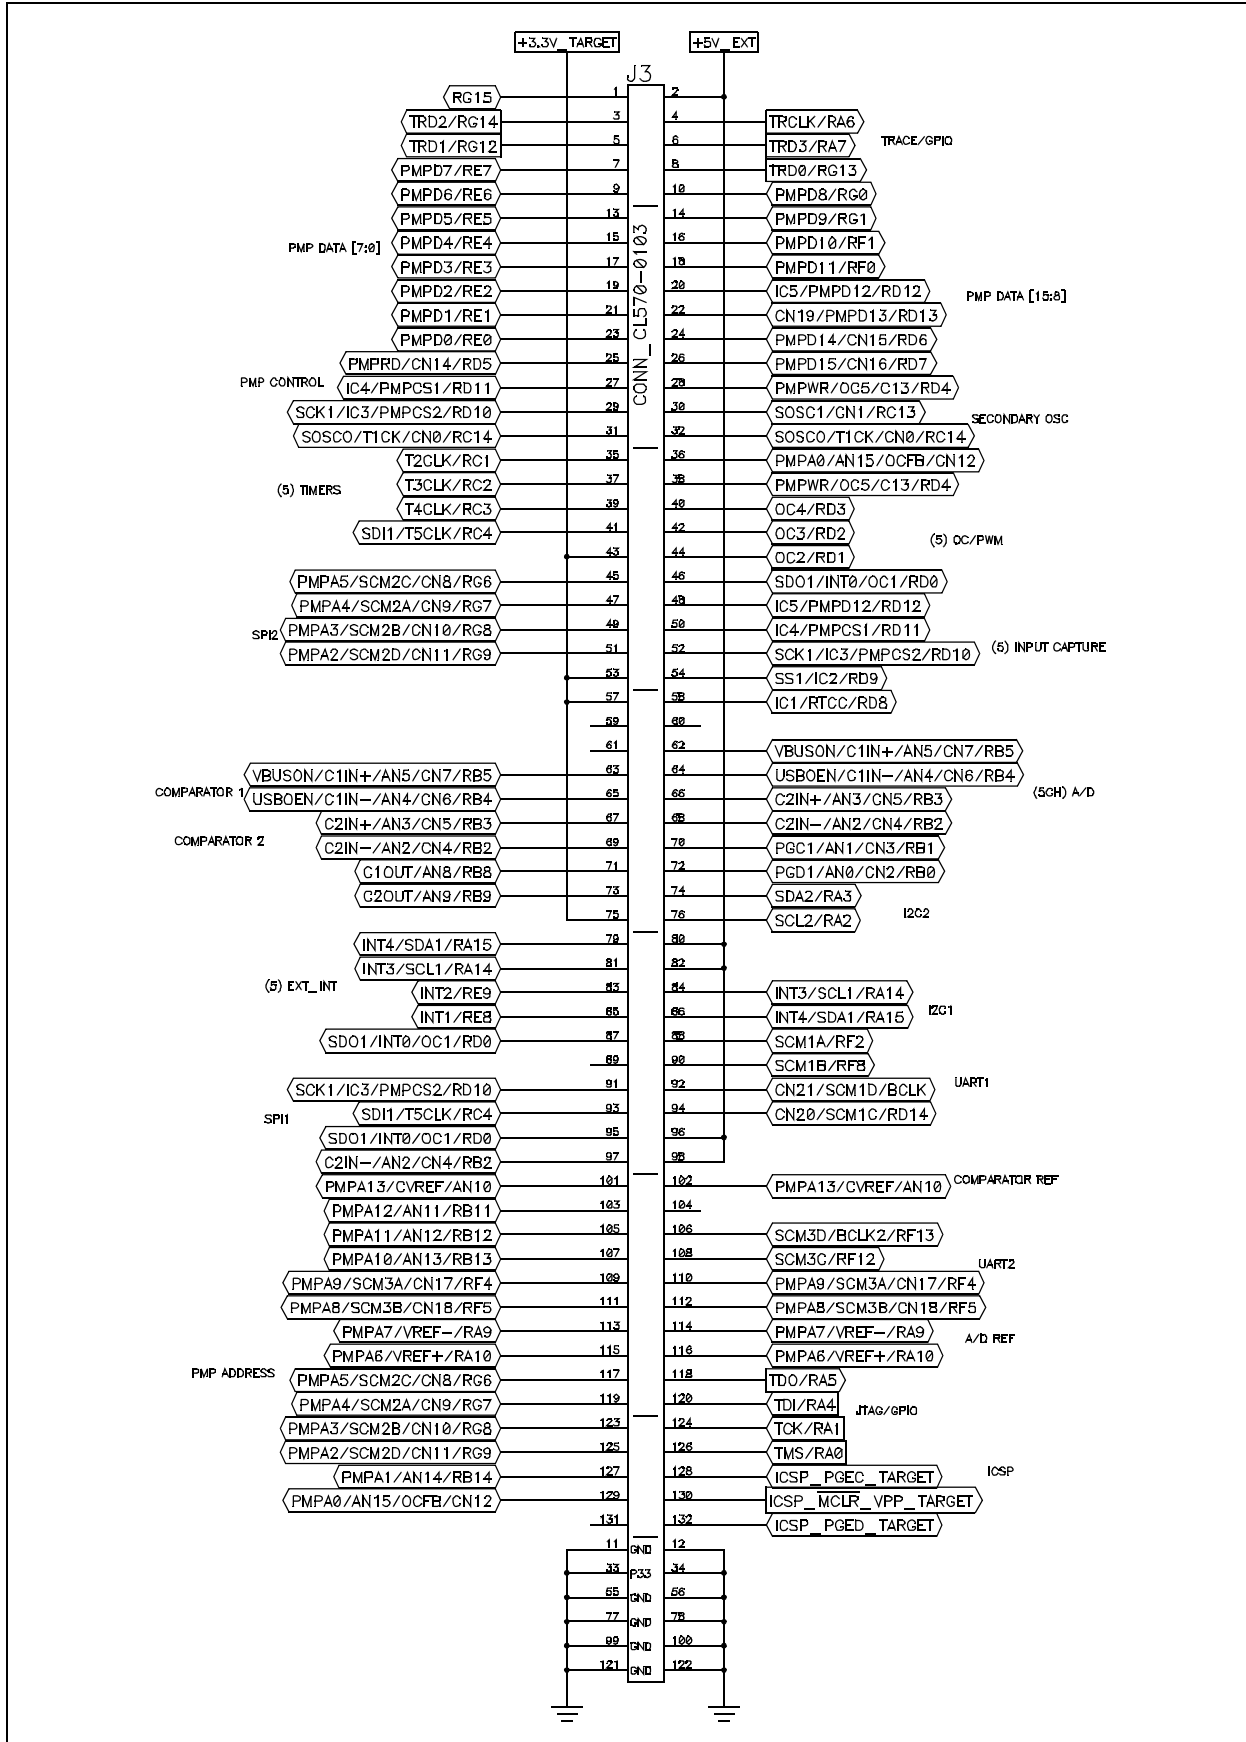 +3.3V_TARGET +5V_EXT
J3
CONN_CL570-0103
RG15 1 2
TRD2/RG14 3 4 TRCLK/RA6
TRACE/GPIO
TRD1/RG12 5 6 TRD3/RA7
PMPD7/RE7 7 8 TRD0/RG13
PMPD6/RE6 9 10 PMPD8/RG0
PMPD5/RE5 13 14 PMPD9/RG1
PMP DATA [7:0] PMPD4/RE4 15 16 PMPD10/RF1
PMPD3/RE3 17 18 PMPD11/RF0
PMPD2/RE2 19 20 IC5/PMPD12/RD12 PMP DATA [15:8]
PMPD1/RE1 21 22 CN19/PMPD13/RD13
PMPD0/RE0 23 24 PMPD14/CN15/RD6
PMPRD/CN14/RD5 25 26 PMPD15/CN16/RD7
PMP CONTROL IC4/PMPCS1/RD11 27 28 PMPWR/OC5/C13/RD4
SCK1/IC3/PMPCS2/RD10 29 30 SOSC1/CN1/RC13 SECONDARY OSC
SOSCO/T1CK/CN0/RC14 31 32 SOSCO/T1CK/CN0/RC14
T2CLK/RC1 35 36 PMPA0/AN15/OCFB/CN12
(5) TIMERS T3CLK/RC2 37 38 PMPWR/OC5/C13/RD4
T4CLK/RC3 39 40 OC4/RD3
SDI1/T5CLK/RC4 41 42 OC3/RD2 (5) OC/PWM
43 44 OC2/RD1
PMPA5/SCM2C/CN8/RG6 45 46 SDO1/INT0/OC1/RD0
PMPA4/SCM2A/CN9/RG7 47 48 IC5/PMPD12/RD12
SPI2 PMPA3/SCM2B/CN10/RG8 49 50 IC4/PMPCS1/RD11
PMPA2/SCM2D/CN11/RG9 51 52 SCK1/IC3/PMPCS2/RD10 (5) INPUT CAPTURE
53 54 SS1/IC2/RD9
57 58 IC1/RTCC/RD8
59 60
61 62 VBUSON/C1IN+/AN5/CN7/RB5
VBUSON/C1IN+/AN5/CN7/RB5 63 64 USBOEN/C1IN-/AN4/CN6/RB4
COMPARATOR 1 USBOEN/C1IN-/AN4/CN6/RB4 65 66 C2IN+/AN3/CN5/RB3 (5CH) A/D
C2IN+/AN3/CN5/RB3 67 68 C2IN-/AN2/CN4/RB2
COMPARATOR 2 C2IN-/AN2/CN4/RB2 69 70 PGC1/AN1/CN3/RB1
C1OUT/AN8/RB8 71 72 PGD1/AN0/CN2/RB0
C2OUT/AN9/RB9 73 74 SDA2/RA3
75 76 SCL2/RA2 I2C2
INT4/SDA1/RA15 79 80
INT3/SCL1/RA14 81 82
(5) EXT_INT INT2/RE9 83 84 INT3/SCL1/RA14
INT1/RE8 85 86 INT4/SDA1/RA15 I2C1
SDO1/INT0/OC1/RD0 87 88 SCM1A/RF2
89 90 SCM1B/RF8
SCK1/IC3/PMPCS2/RD10 91 92 CN21/SCM1D/BCLK UART1
SPI1 SDI1/T5CLK/RC4 93 94 CN20/SCM1C/RD14
SDO1/INT0/OC1/RD0 95 96
C2IN-/AN2/CN4/RB2 97 98
PMPA13/CVREF/AN10 101 102 PMPA13/CVREF/AN10 COMPARATOR REF
PMPA12/AN11/RB11 103 104
PMPA11/AN12/RB12 105 106 SCM3D/BCLK2/RF13
PMPA10/AN13/RB13 107 108 SCM3C/RF12 UART2
PMPA9/SCM3A/CN17/RF4 109 110 PMPA9/SCM3A/CN17/RF4
PMPA8/SCM3B/CN18/RF5 111 112 PMPA8/SCM3B/CN18/RF5
PMPA7/VREF-/RA9 113 114 PMPA7/VREF-/RA9 A/D REF
PMPA6/VREF+/RA10 115 116 PMPA6/VREF+/RA10
PMP ADDRESS PMPA5/SCM2C/CN8/RG6 117 118 TDO/RA5
PMPA4/SCM2A/CN9/RG7 119 120 TDI/RA4 JTAG/GPIO
PMPA3/SCM2B/CN10/RG8 123 124 TCK/RA1
PMPA2/SCM2D/CN11/RG9 125 126 TMS/RA0
PMPA1/AN14/RB14 127 128 ICSP_PGEC_TARGET ICSP
PMPA0/AN15/OCFB/CN12 129 130 ICSP_MCLR_VPP_TARGET
131 132 ICSP_PGED_TARGET
11 GND 12
33 P33 34
55 GND 56
77 GND 78
99 GND 100
121 GND 122